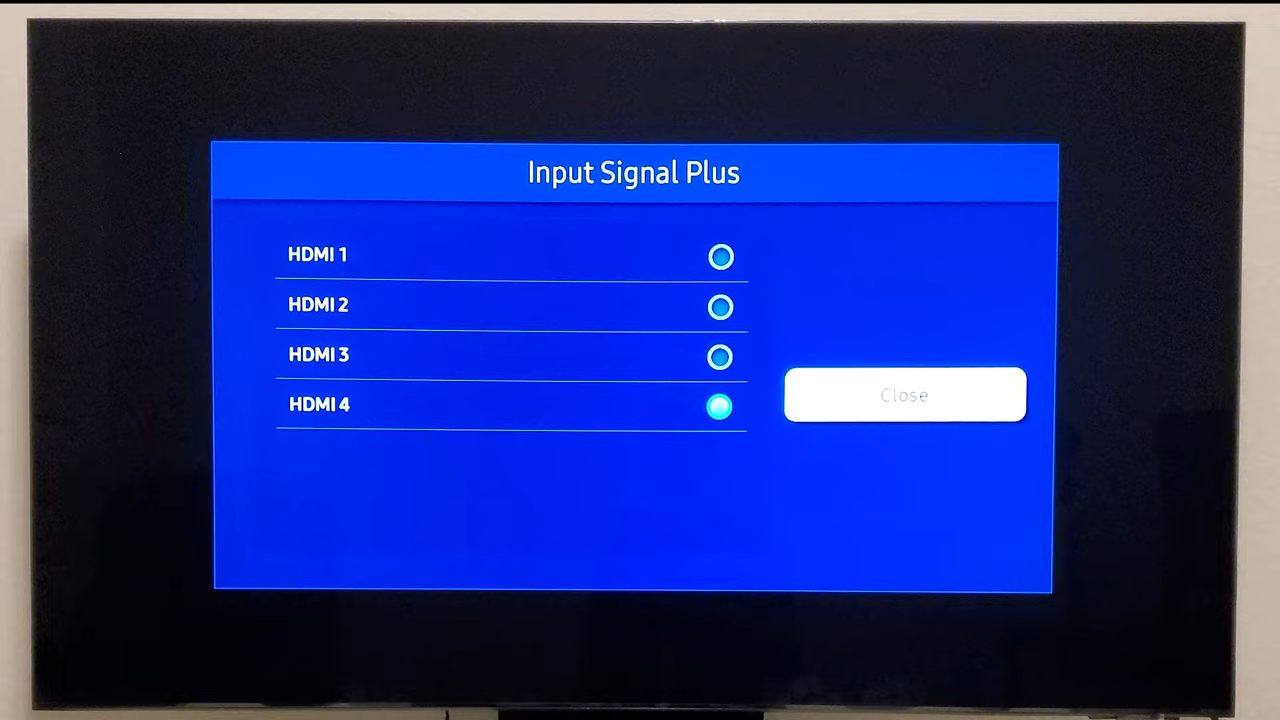 Input Signal Plus
HDMI 1
HDMI 2
HDMI 3
HDMI 4
Close